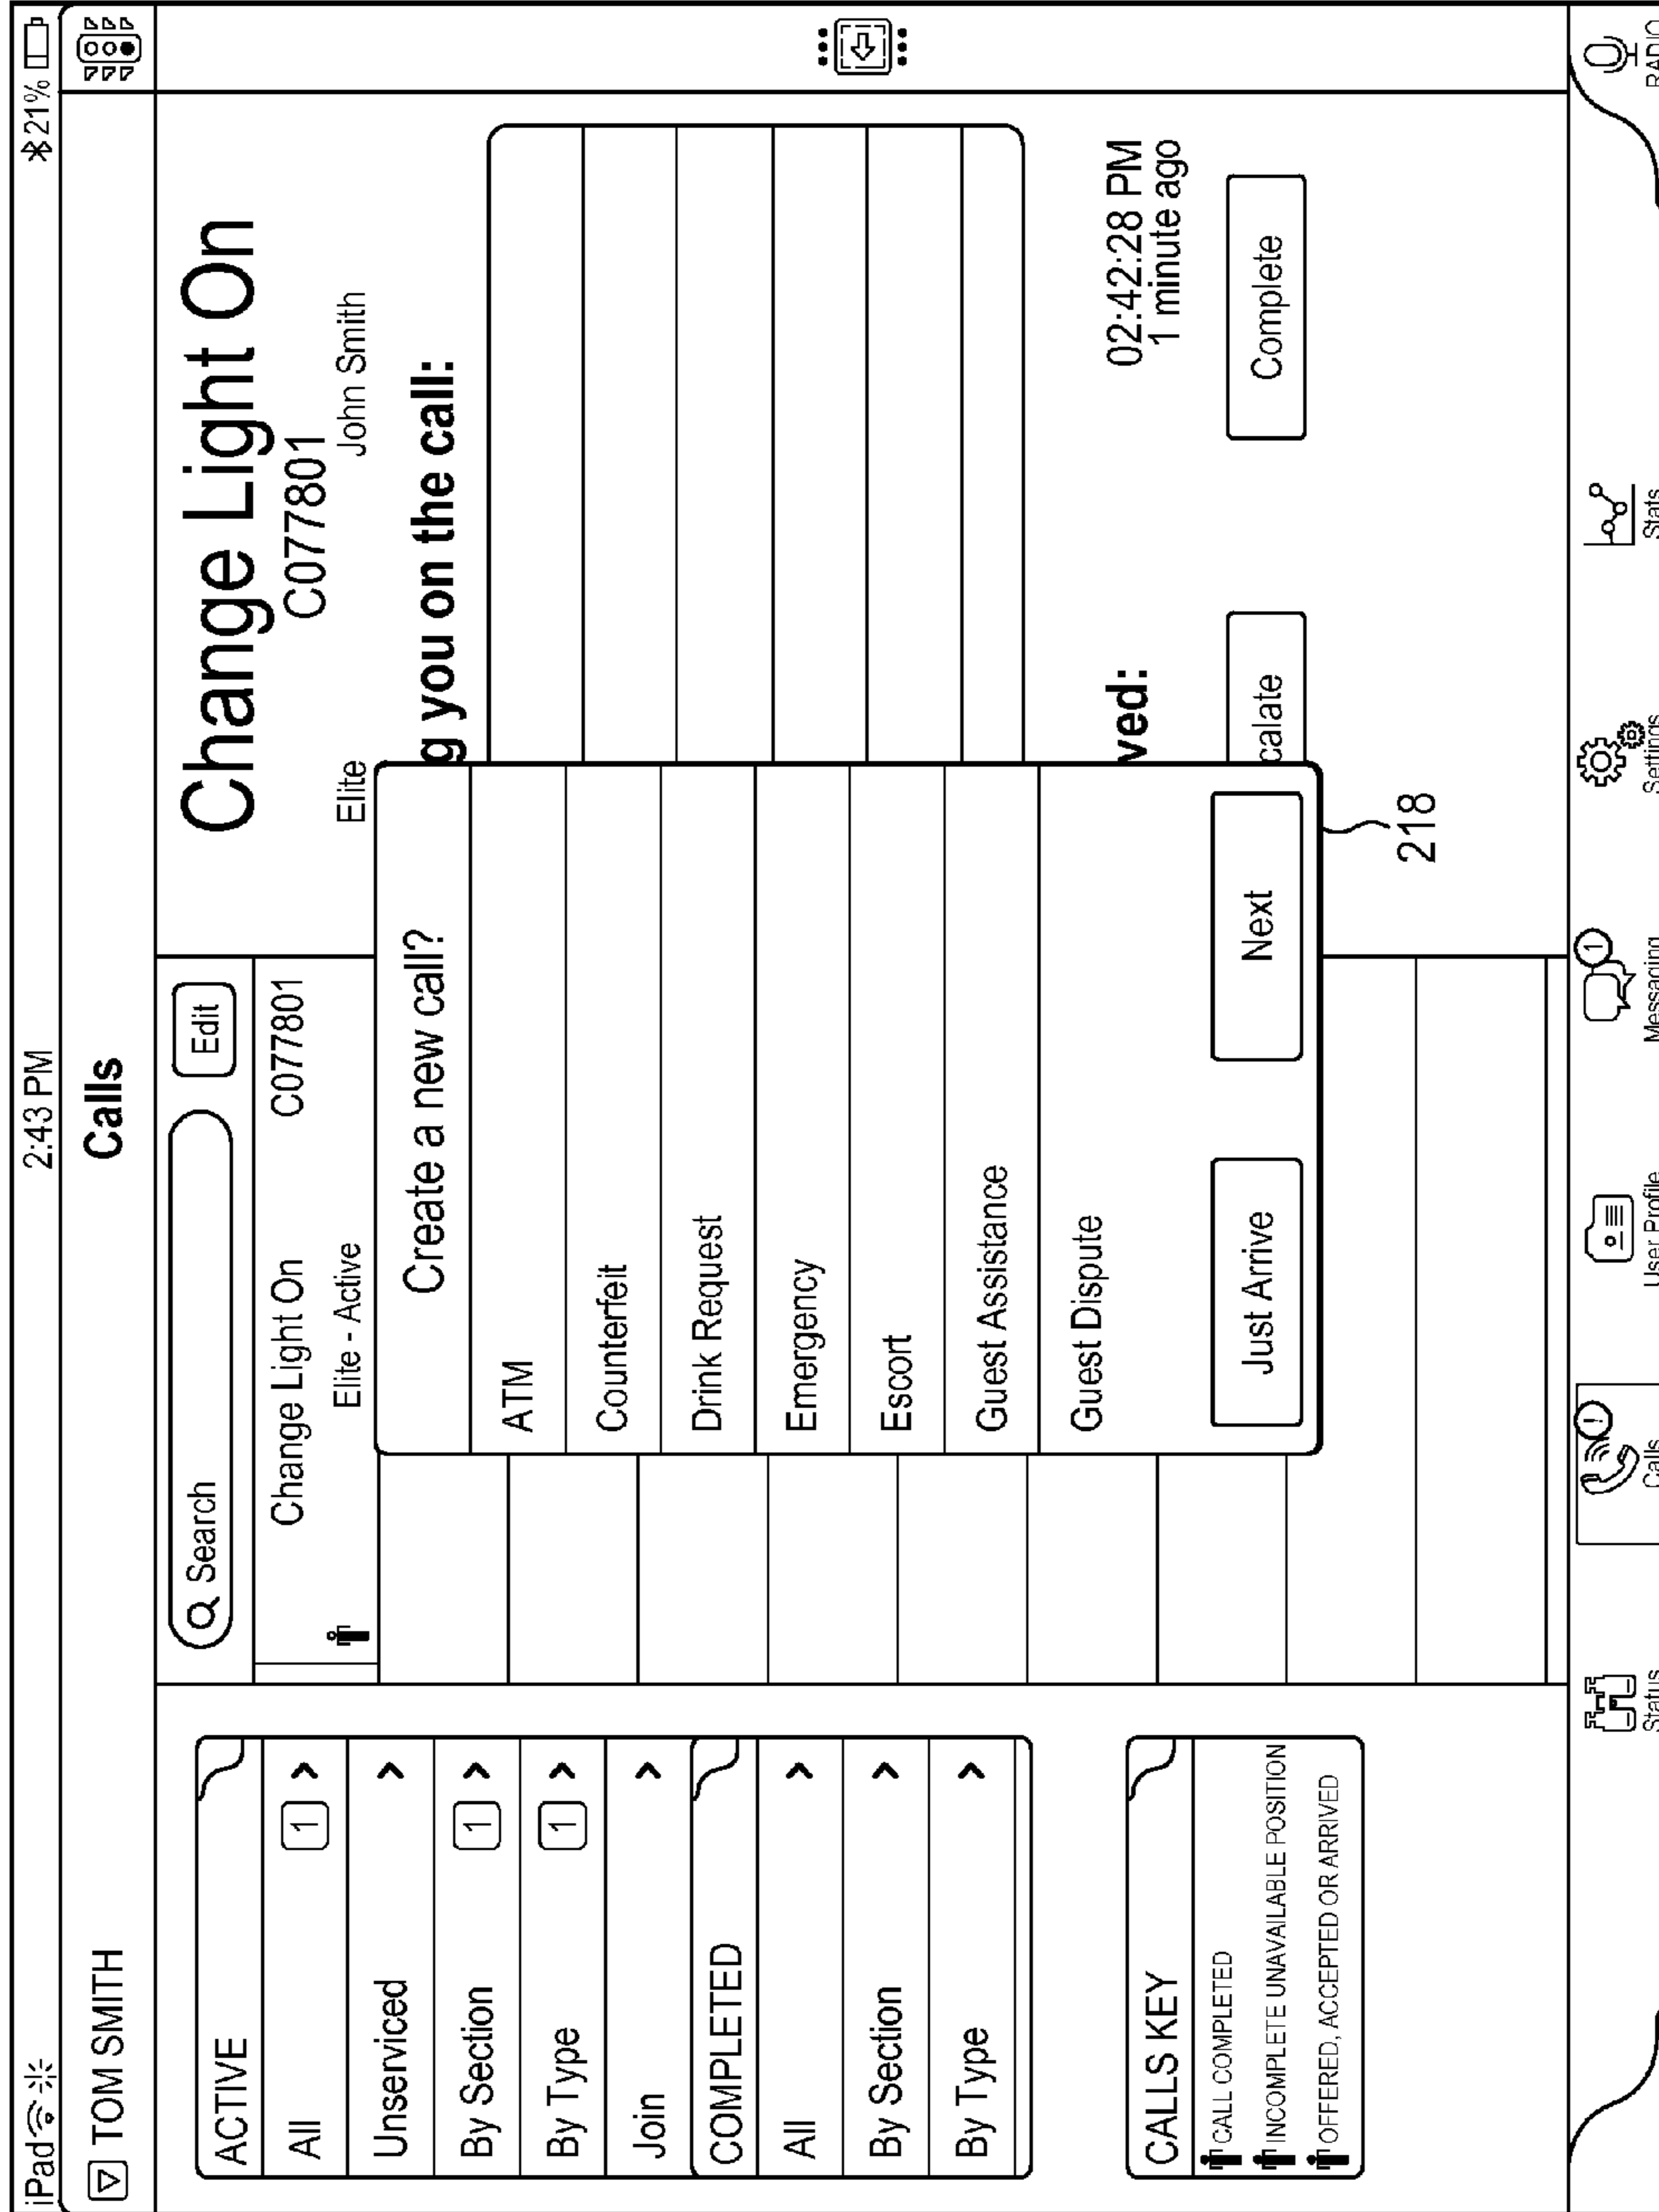 iPad 2:43 PM 21%
TOM SMITH Calls
ACTIVE
All 1 >
Unserviced >
By Section 1 >
By Type 1 >
Join >
COMPLETED
All >
By Section >
By Type >
CALLS KEY
CALL COMPLETED
INCOMPLETE UNAVAILABLE POSITION
OFFERED, ACCEPTED OR ARRIVED
Search Edit
Change Light On C077801
Elite - Active
Create a new call?
ATM
Counterfeit
Drink Request
Emergency
Escort
Guest Assistance
Guest Dispute
Just Arrive Next
218
Change Light On
C077801
Elite John Smith
g you on the call:
ved: 02:42:28 PM
1 minute ago
calate Complete
Status
! Calls
User Profile
1 Messaging
Settings
Stats
RADIO